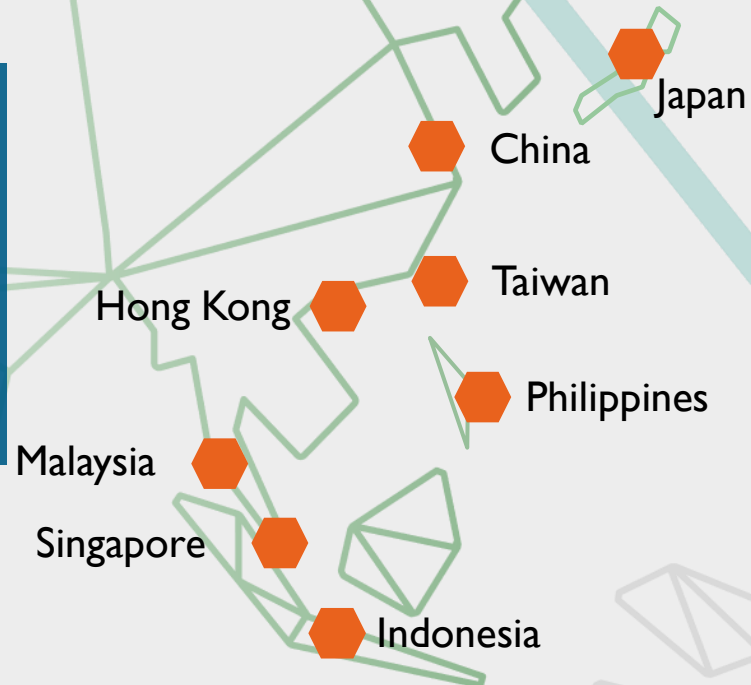 Japan
China
Taiwan
Hong Kong
Philippines
Malaysia
Singapore
Indonesia